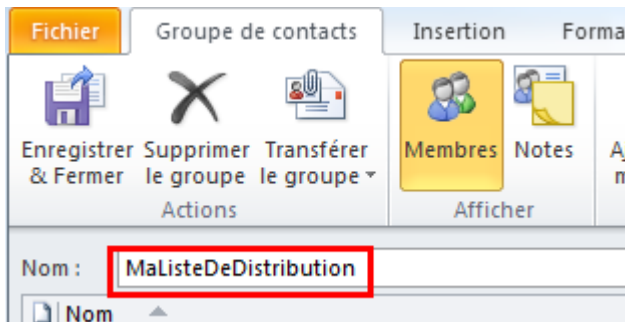 Fichier Groupe de contacts Insertion Forma
Enregistrer Supprimer Transférer Membres Notes
& Fermer le groupe le groupe
Actions Afficher
Nom : MaListeDeDistribution
Nom